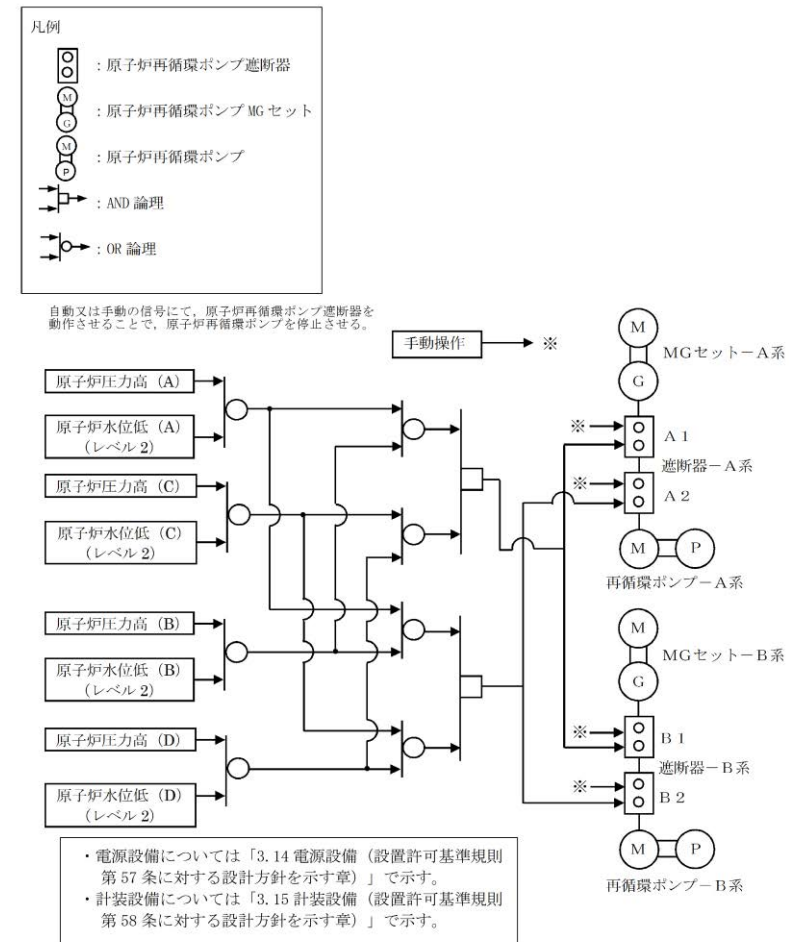 凡例
：原子炉再循環ポンプ遮断器
M
G
：原子炉再循環ポンプ MG セット
M
P
：原子炉再循環ポンプ
：AND 論理
：OR 論理
自動又は手動の信号にて，原子炉再循環ポンプ遮断器を
動作させることで，原子炉再循環ポンプを停止させる。
手動操作
※
原子炉圧力高（A）
原子炉水位低（A）
（レベル 2）
原子炉圧力高（C）
原子炉水位低（C）
（レベル 2）
原子炉圧力高（B）
原子炉水位低（B）
（レベル 2）
原子炉圧力高（D）
原子炉水位低（D）
（レベル 2）
M
MGセット－A系
G
※
A1
遮断器－A系
※
A2
M
P
再循環ポンプ－A系
M
MGセット－B系
G
※
B1
遮断器－B系
※
B2
M
P
再循環ポンプ－B系
・電源設備については「3.14 電源設備（設置許可基準規則
第 57 条に対する設計方針を示す章）」で示す。
・計装設備については「3.15 計装設備（設置許可基準規則
第 58 条に対する設計方針を示す章）」で示す。